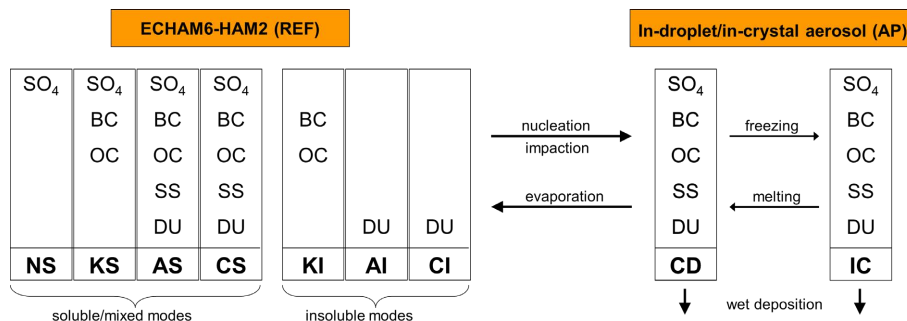 ECHAM6-HAM2 (REF)
In-droplet/in-crystal aerosol (AP)
SO4 SO4 SO4 SO4 SO4 SO4
BC BC BC BC BC BC
nucleation
freezing
impaction
OC OC OC OC OC OC
SS SS SS SS
evaporation
melting
DU DU DU DU DU DU
NS KS AS CS KI AI CI CD IC
soluble/mixed modes
insoluble modes
wet deposition